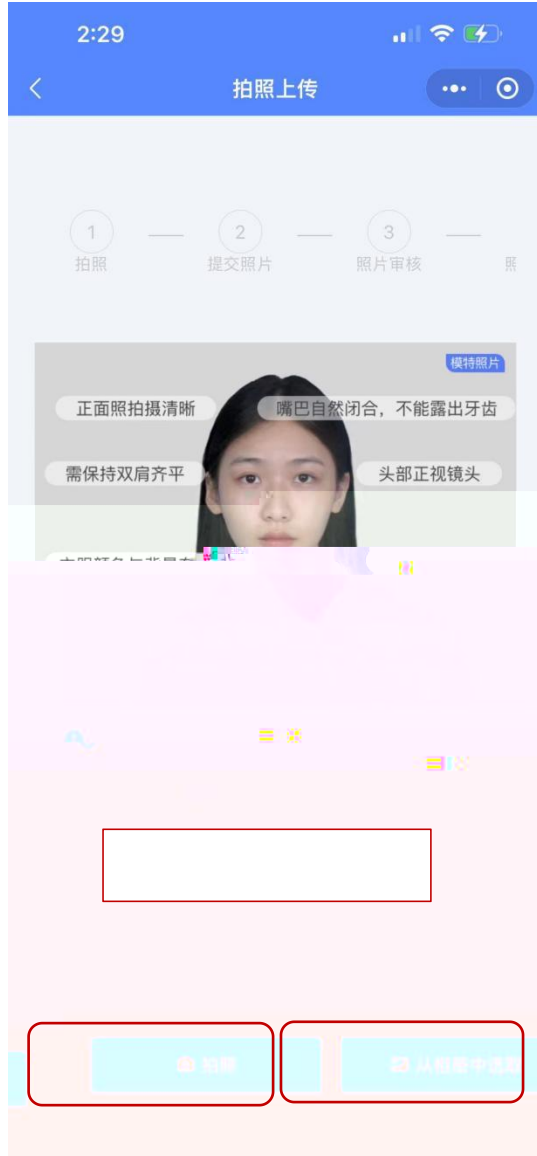 2:29
拍照上传
1
2
3
拍照
提交照片
照片审核
模特照片
正面照拍摄清晰
嘴巴自然闭合，不能露出牙齿
需保持双肩齐平
头部正视镜头
拍照
从相册中选取